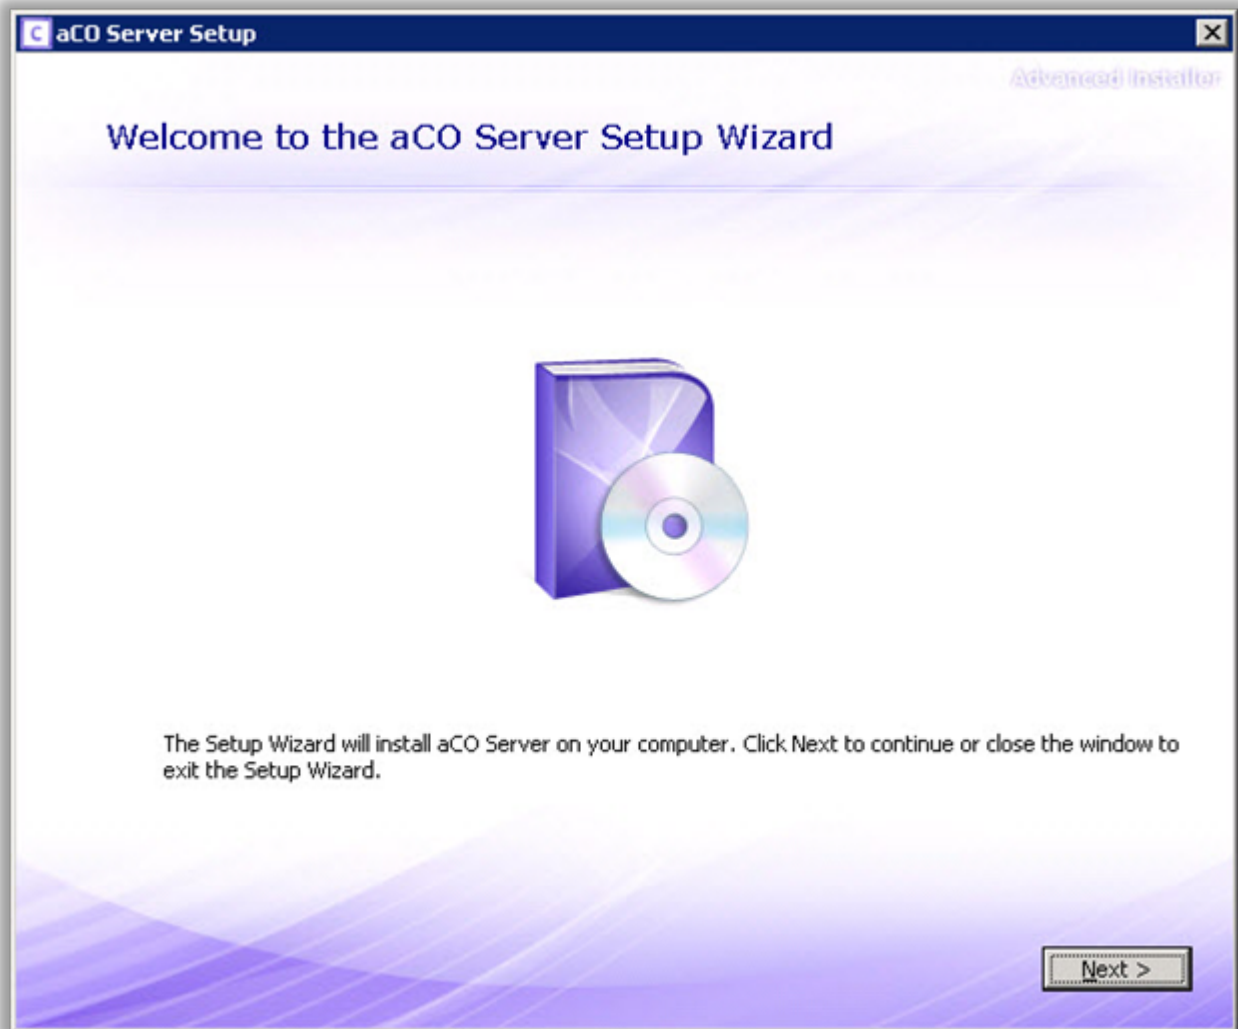 C aCO Server Setup
Advanced Installer
Welcome to the aCO Server Setup Wizard
The Setup Wizard will install aCO Server on your computer. Click Next to continue or close the window to
exit the Setup Wizard.
Next >